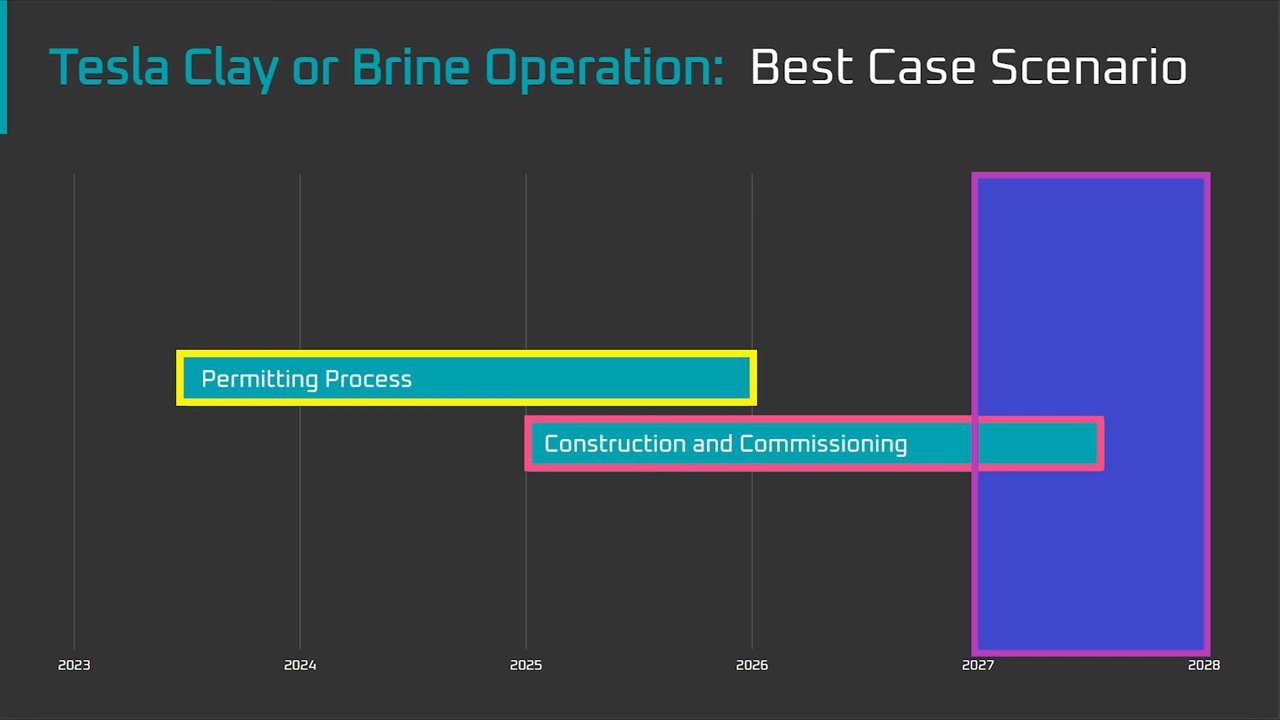 Tesla Clay or Brine Operation: Best Case Scenario
Permitting Process
Construction and Commissioning
2023 2024 2025 2026 2027 2028